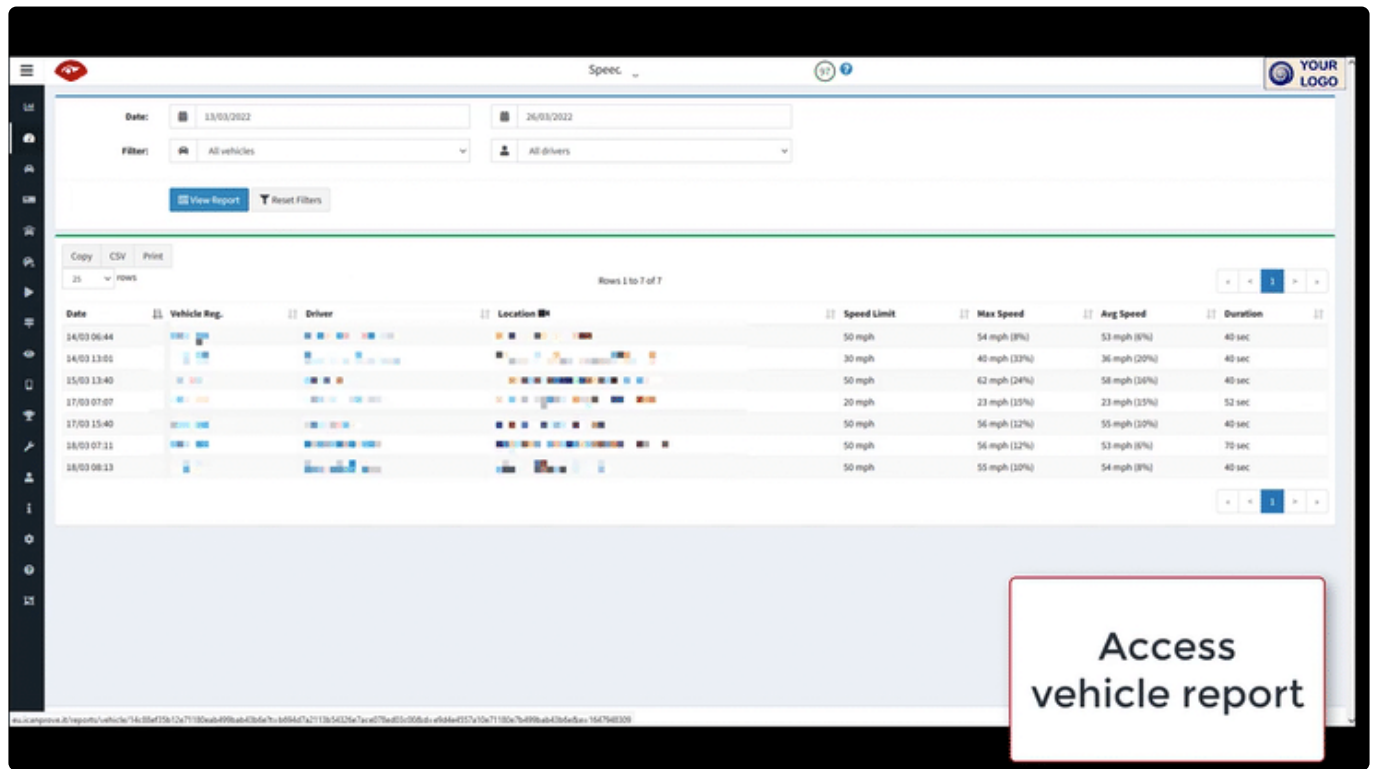 Speec
97
YOUR
LOGO
Date: 13/03/2022 26/03/2022
Filter: All vehicles All drivers
View Report Reset Filters
Copy CSV Print
25 rows
Rows 1 to 7 of 7
« < 1 > »
Date Vehicle Reg. Driver Location Speed Limit Max Speed Avg Speed Duration
14/03 06:44 50 mph 54 mph (8%) 53 mph (6%) 40 sec
14/03 13:01 30 mph 40 mph (33%) 36 mph (20%) 40 sec
15/03 13:40 50 mph 62 mph (24%) 58 mph (16%) 40 sec
17/03 07:07 20 mph 23 mph (15%) 23 mph (15%) 52 sec
17/03 15:40 50 mph 56 mph (12%) 55 mph (10%) 40 sec
18/03 07:11 50 mph 56 mph (12%) 53 mph (6%) 70 sec
18/03 08:13 50 mph 55 mph (10%) 54 mph (8%) 40 sec
« < 1 > »
Access
vehicle report